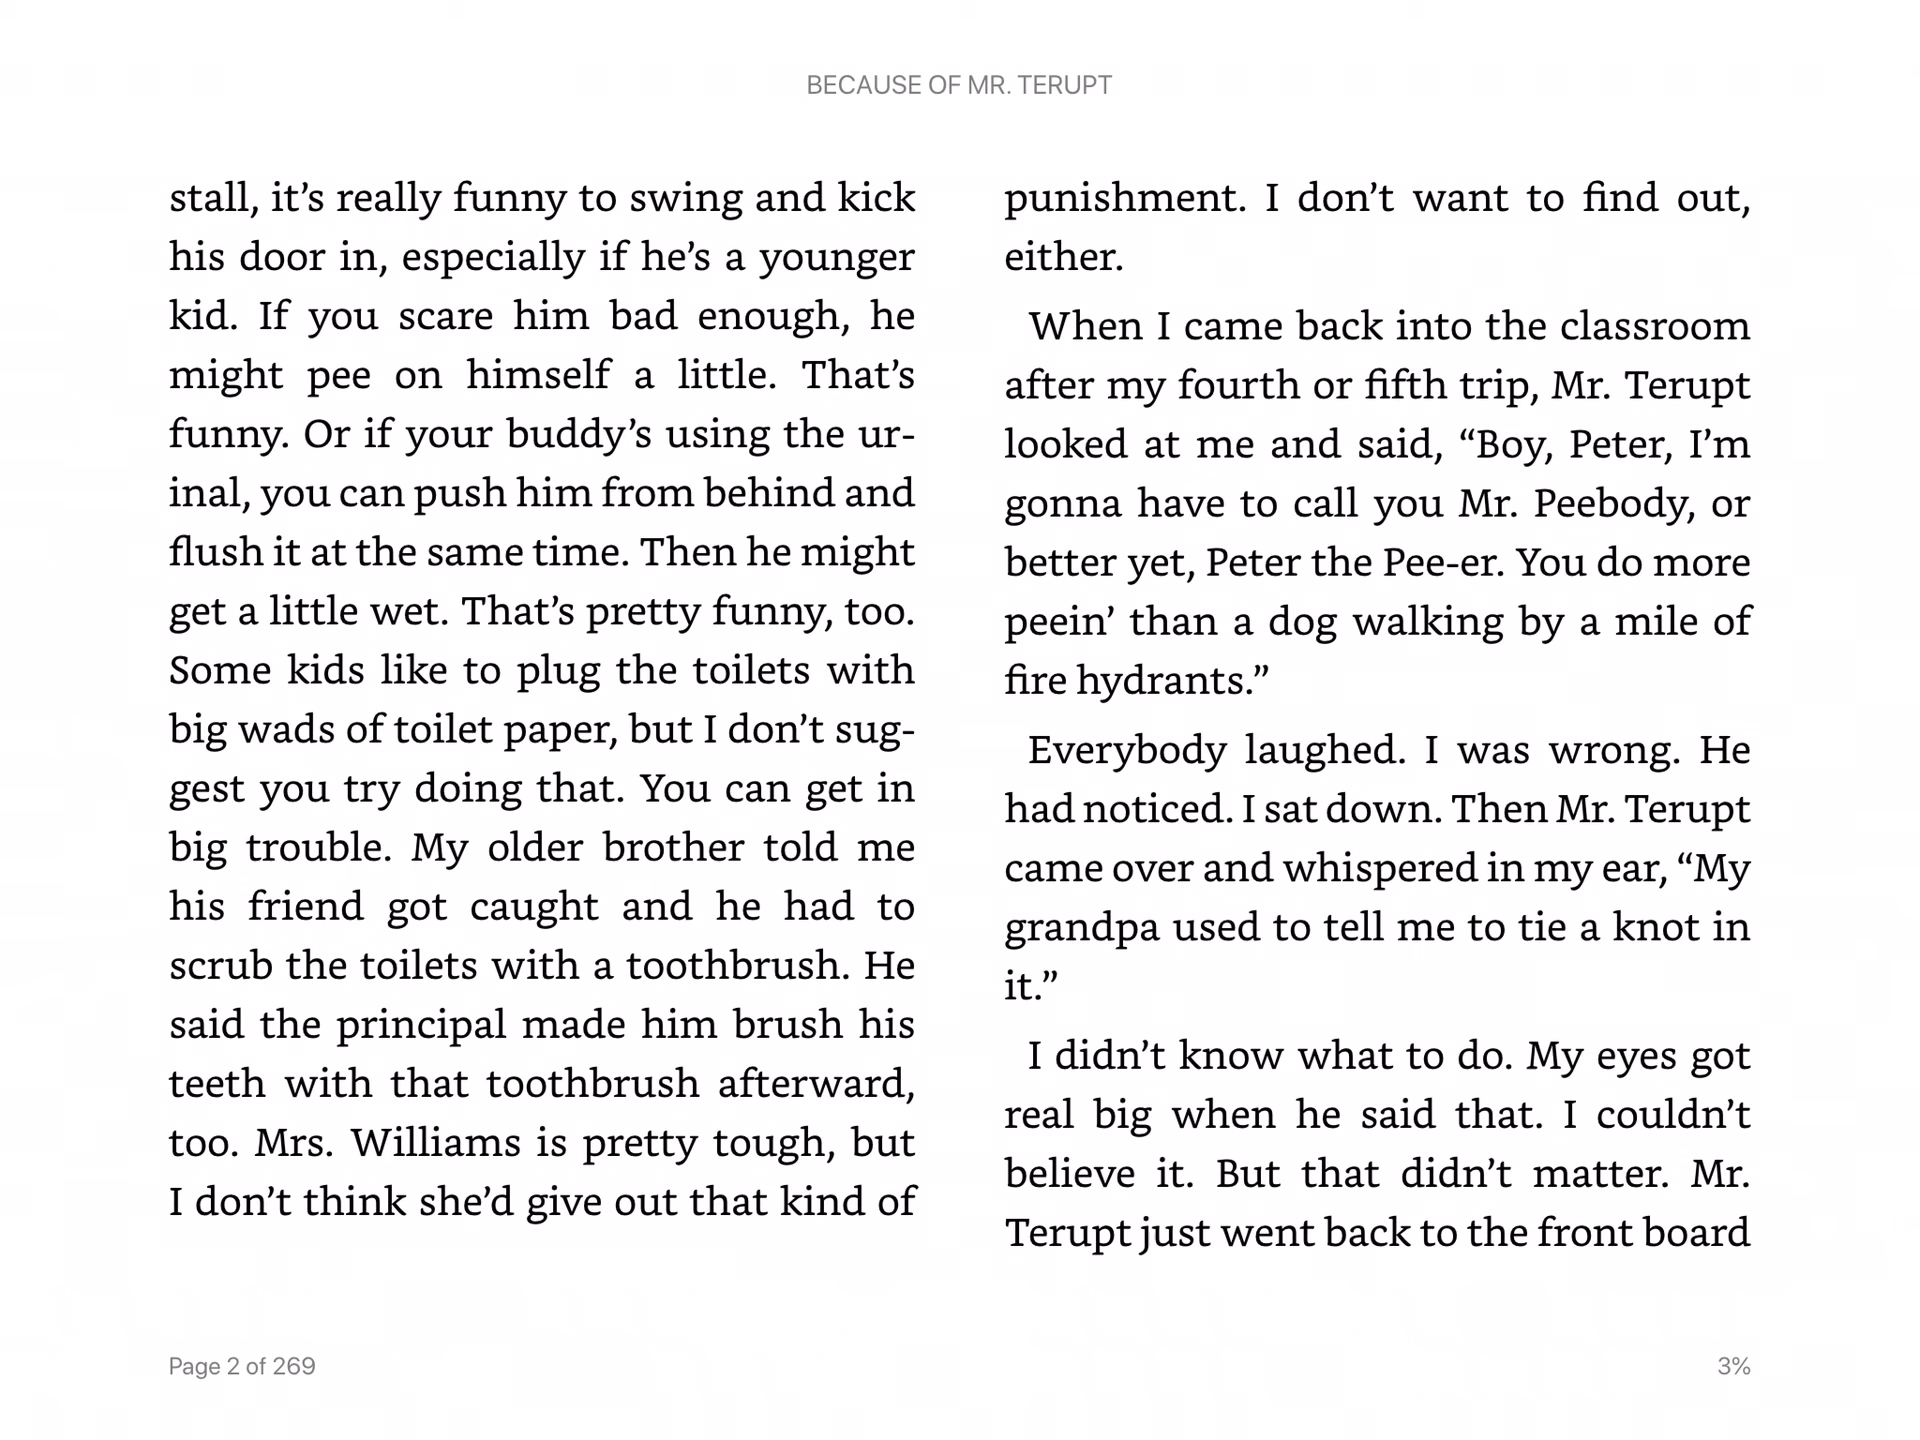 BECAUSE OF MR. TERUPT
stall, it’s really funny to swing and kick
his door in, especially if he’s a younger
kid. If you scare him bad enough, he
might pee on himself a little. That’s
funny. Or if your buddy’s using the ur-
inal, you can push him from behind and
flush it at the same time. Then he might
get a little wet. That’s pretty funny, too.
Some kids like to plug the toilets with
big wads of toilet paper, but I don’t sug-
gest you try doing that. You can get in
big trouble. My older brother told me
his friend got caught and he had to
scrub the toilets with a toothbrush. He
said the principal made him brush his
teeth with that toothbrush afterward,
too. Mrs. Williams is pretty tough, but
I don’t think she’d give out that kind of
punishment. I don’t want to find out,
either.
When I came back into the classroom
after my fourth or fifth trip, Mr. Terupt
looked at me and said, “Boy, Peter, I’m
gonna have to call you Mr. Peebody, or
better yet, Peter the Pee-er. You do more
peein’ than a dog walking by a mile of
fire hydrants.”
Everybody laughed. I was wrong. He
had noticed. I sat down. Then Mr. Terupt
came over and whispered in my ear, “My
grandpa used to tell me to tie a knot in
it.”
I didn’t know what to do. My eyes got
real big when he said that. I couldn’t
believe it. But that didn’t matter. Mr.
Terupt just went back to the front board
Page 2 of 269
3%